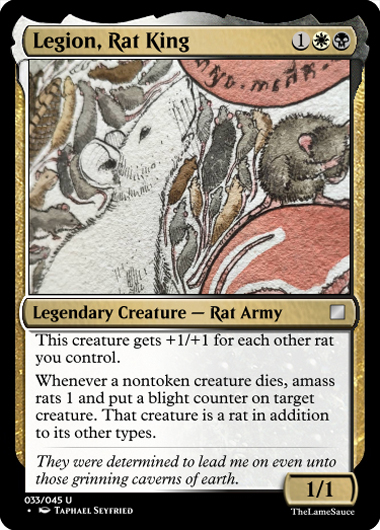 Legion, Rat King
1
This creature gets +1/+1 for each other rat
you control.
Whenever a nontoken creature dies, amass
rats 1 and put a blight counter on target
creature. That creature is a rat in addition
to its other types.
Legendary Creature — Rat Army
They were determined to lead me on even unto
those grinning caverns of earth.
1/1
033/045 U
• Taphael Seyfried
TheLameSauce